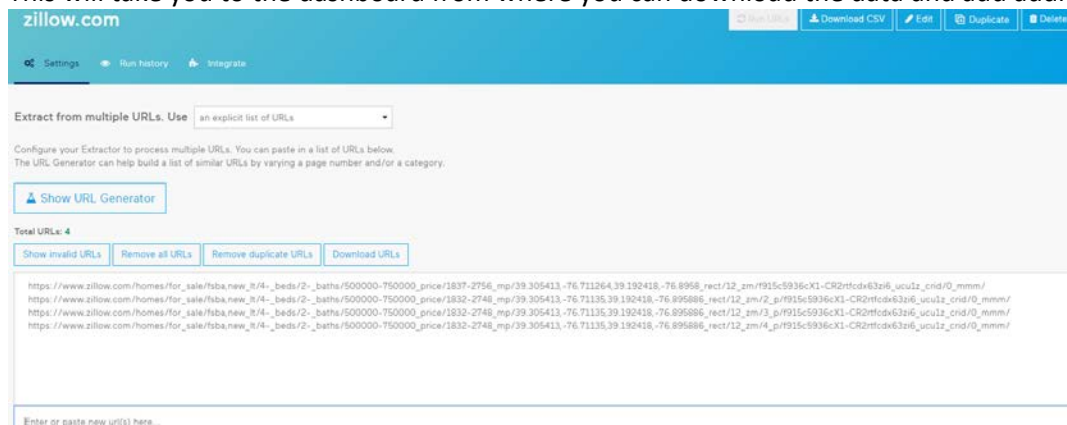 This will take you to the dashboard from where you can download the data and add
zillow.com
Run URLs Download CSV Edit Duplicate Delete
Settings Run history Integrate
Extract from multiple URLs. Use an explicit list of URLs
Configure your Extractor to process multiple URLs. You can paste in a list of URLs below.
The URL Generator can help build a list of similar URLs by varying a page number and/or a category.
Show URL Generator
Total URLs: 4
Show invalid URLs Remove all URLs Remove duplicate URLs Download URLs
https://www.zillow.com/homes/for_sale/fsba,new_lt/4-_beds/2-_baths/500000-750000_price/1837-2756_mp/39.305413,-76.711264,39.192418,-76.8958_rect/12_zm/f915c5936cX1-CR2rtfcdx63zi6_ucu1z_crid/0_mmm/
https://www.zillow.com/homes/for_sale/fsba,new_lt/4-_beds/2-_baths/500000-750000_price/1832-2748_mp/39.305413,-76.71135,39.192418,-76.895886_rect/12_zm/2_p/f915c5936cX1-CR2rtfcdx63zi6_ucu1z_crid/0_mmm/
https://www.zillow.com/homes/for_sale/fsba,new_lt/4-_beds/2-_baths/500000-750000_price/1832-2748_mp/39.305413,-76.71135,39.192418,-76.895886_rect/12_zm/3_p/f915c5936cX1-CR2rtfcdx63zi6_ucu1z_crid/0_mmm/
https://www.zillow.com/homes/for_sale/fsba,new_lt/4-_beds/2-_baths/500000-750000_price/1832-2748_mp/39.305413,-76.71135,39.192418,-76.895886_rect/12_zm/4_p/f915c5936cX1-CR2rtfcdx63zi6_ucu1z_crid/0_mmm/
Enter or paste new url(s) here...